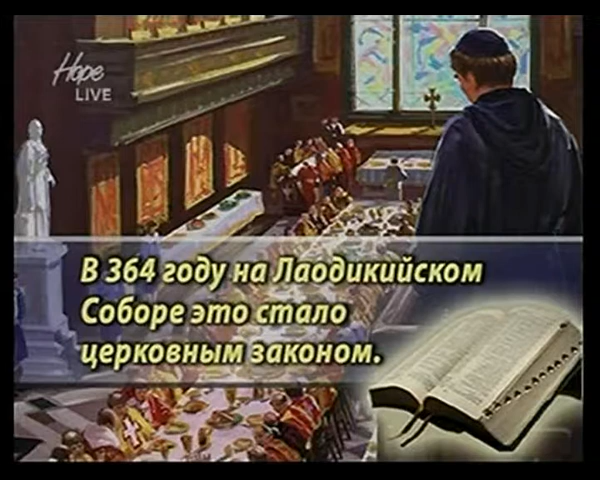 Hope
LIVE
В 364 году на Лаодикийском
Соборе это стало
церковным законом.